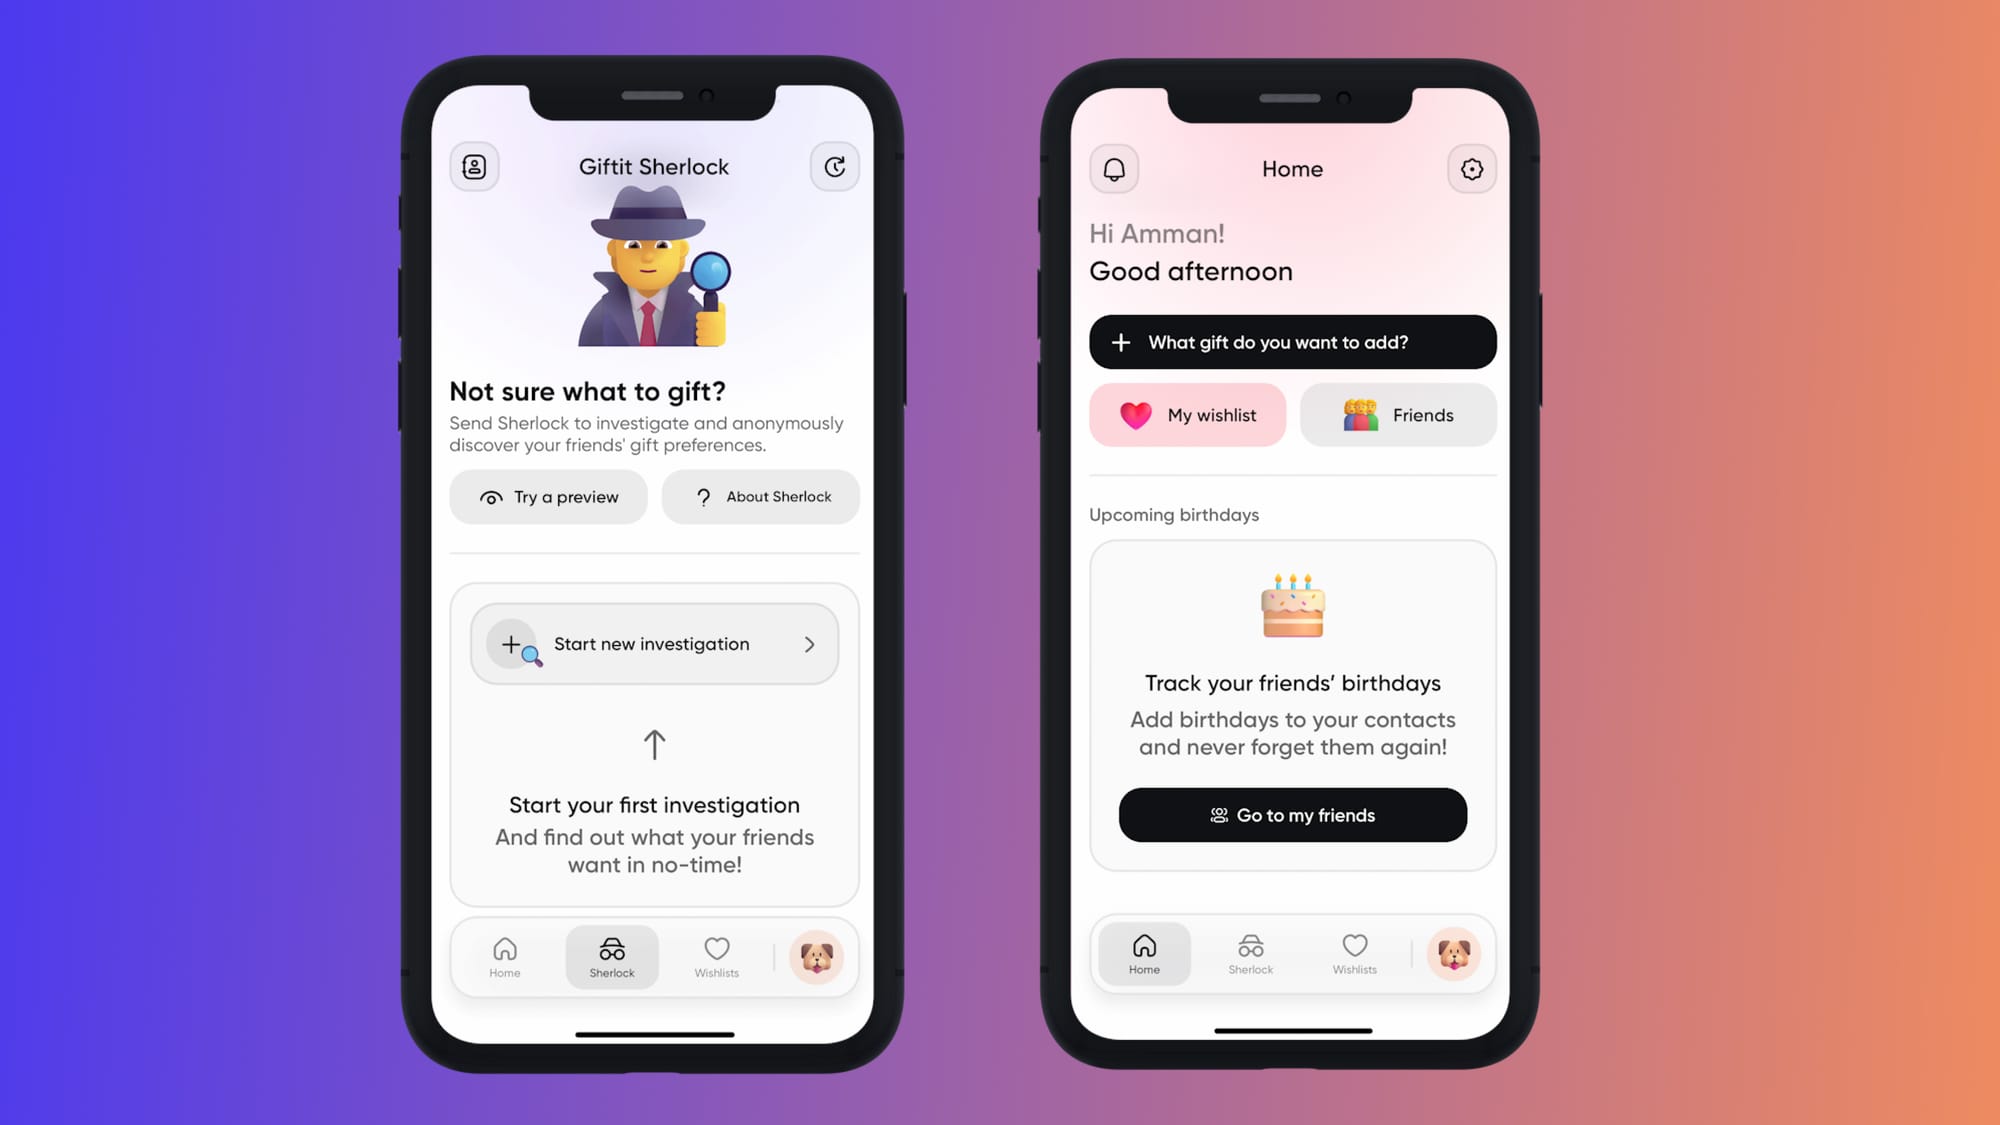 Giftit Sherlock
Not sure what to gift?
Send Sherlock to investigate and anonymously
discover your friends' gift preferences.
Try a preview
? About Sherlock
Start new investigation
Start your first investigation
And find out what your friends
want in no-time!
Home
Sherlock
Wishlists
Home
Hi Amman!
Good afternoon
What gift do you want to add?
My wishlist
Friends
Upcoming birthdays
Track your friends’ birthdays
Add birthdays to your contacts
and never forget them again!
Go to my friends
Home
Sherlock
Wishlists